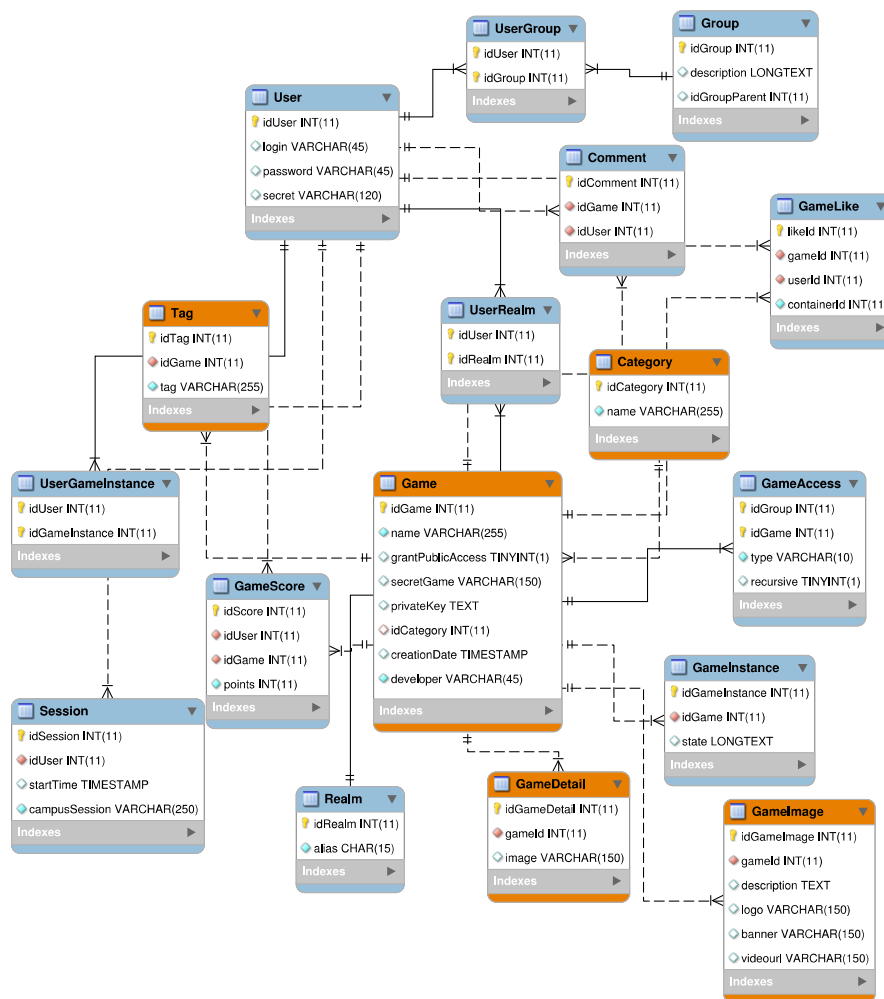 UserGroup
idUser INT(11)
idGroup INT(11)
Indexes
Group
idGroup INT(11)
description LONGTEXT
idGroupParent INT(11)
Indexes
User
idUser INT(11)
login VARCHAR(45)
password VARCHAR(45)
secret VARCHAR(120)
Indexes
Comment
idComment INT(11)
idGame INT(11)
idUser INT(11)
Indexes
GameLike
likeId INT(11)
gameId INT(11)
userId INT(11)
containerId INT(11
Indexes
Tag
idTag INT(11)
idGame INT(11)
tag VARCHAR(255)
Indexes
UserRealm
idUser INT(11)
idRealm INT(11)
Indexes
Category
idCategory INT(11)
name VARCHAR(255)
Indexes
UserGameInstance
idUser INT(11)
idGameInstance INT(11)
Indexes
Game
idGame INT(11)
name VARCHAR(255)
grantPublicAccess TINYINT(1)
secretGame VARCHAR(150)
privateKey TEXT
idCategory INT(11)
creationDate TIMESTAMP
developer VARCHAR(45)
Indexes
GameAccess
idGroup INT(11)
idGame INT(11)
type VARCHAR(10)
recursive TINYINT(1)
Indexes
GameScore
idScore INT(11)
idUser INT(11)
idGame INT(11)
points INT(11)
Indexes
GameInstance
idGameInstance INT(11)
idGame INT(11)
state LONGTEXT
Indexes
Session
idSession INT(11)
idUser INT(11)
startTime TIMESTAMP
campusSession VARCHAR(250)
Indexes
Realm
idRealm INT(11)
alias CHAR(15)
Indexes
GameDetail
idGameDetail INT(11)
gameId INT(11)
image VARCHAR(150)
Indexes
GameImage
idGameImage INT(11)
gameId INT(11)
description TEXT
logo VARCHAR(150)
banner VARCHAR(150)
videourl VARCHAR(150)
Indexes